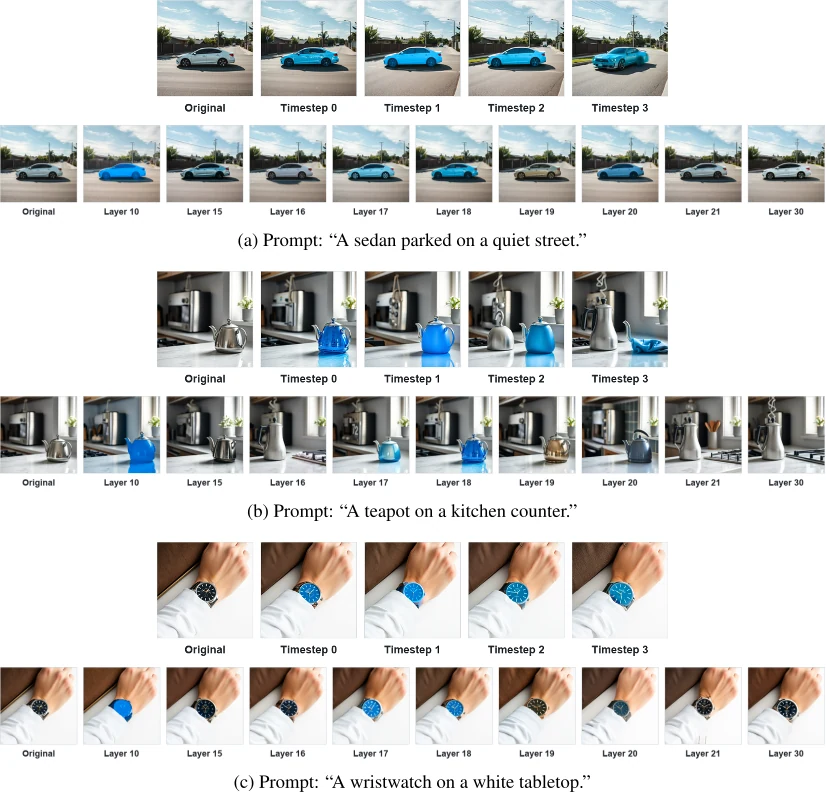 Original Timestep 0 Timestep 1 Timestep 2 Timestep 3
Original Layer 10 Layer 15 Layer 16 Layer 17 Layer 18 Layer 19 Layer 20 Layer 21 Layer 30
(a) Prompt: “A sedan parked on a quiet street.”
Original Timestep 0 Timestep 1 Timestep 2 Timestep 3
Original Layer 10 Layer 15 Layer 16 Layer 17 Layer 18 Layer 19 Layer 20 Layer 21 Layer 30
(b) Prompt: “A teapot on a kitchen counter.”
Original Timestep 0 Timestep 1 Timestep 2 Timestep 3
Original Layer 10 Layer 15 Layer 16 Layer 17 Layer 18 Layer 19 Layer 20 Layer 21 Layer 30
(c) Prompt: “A wristwatch on a white tabletop.”